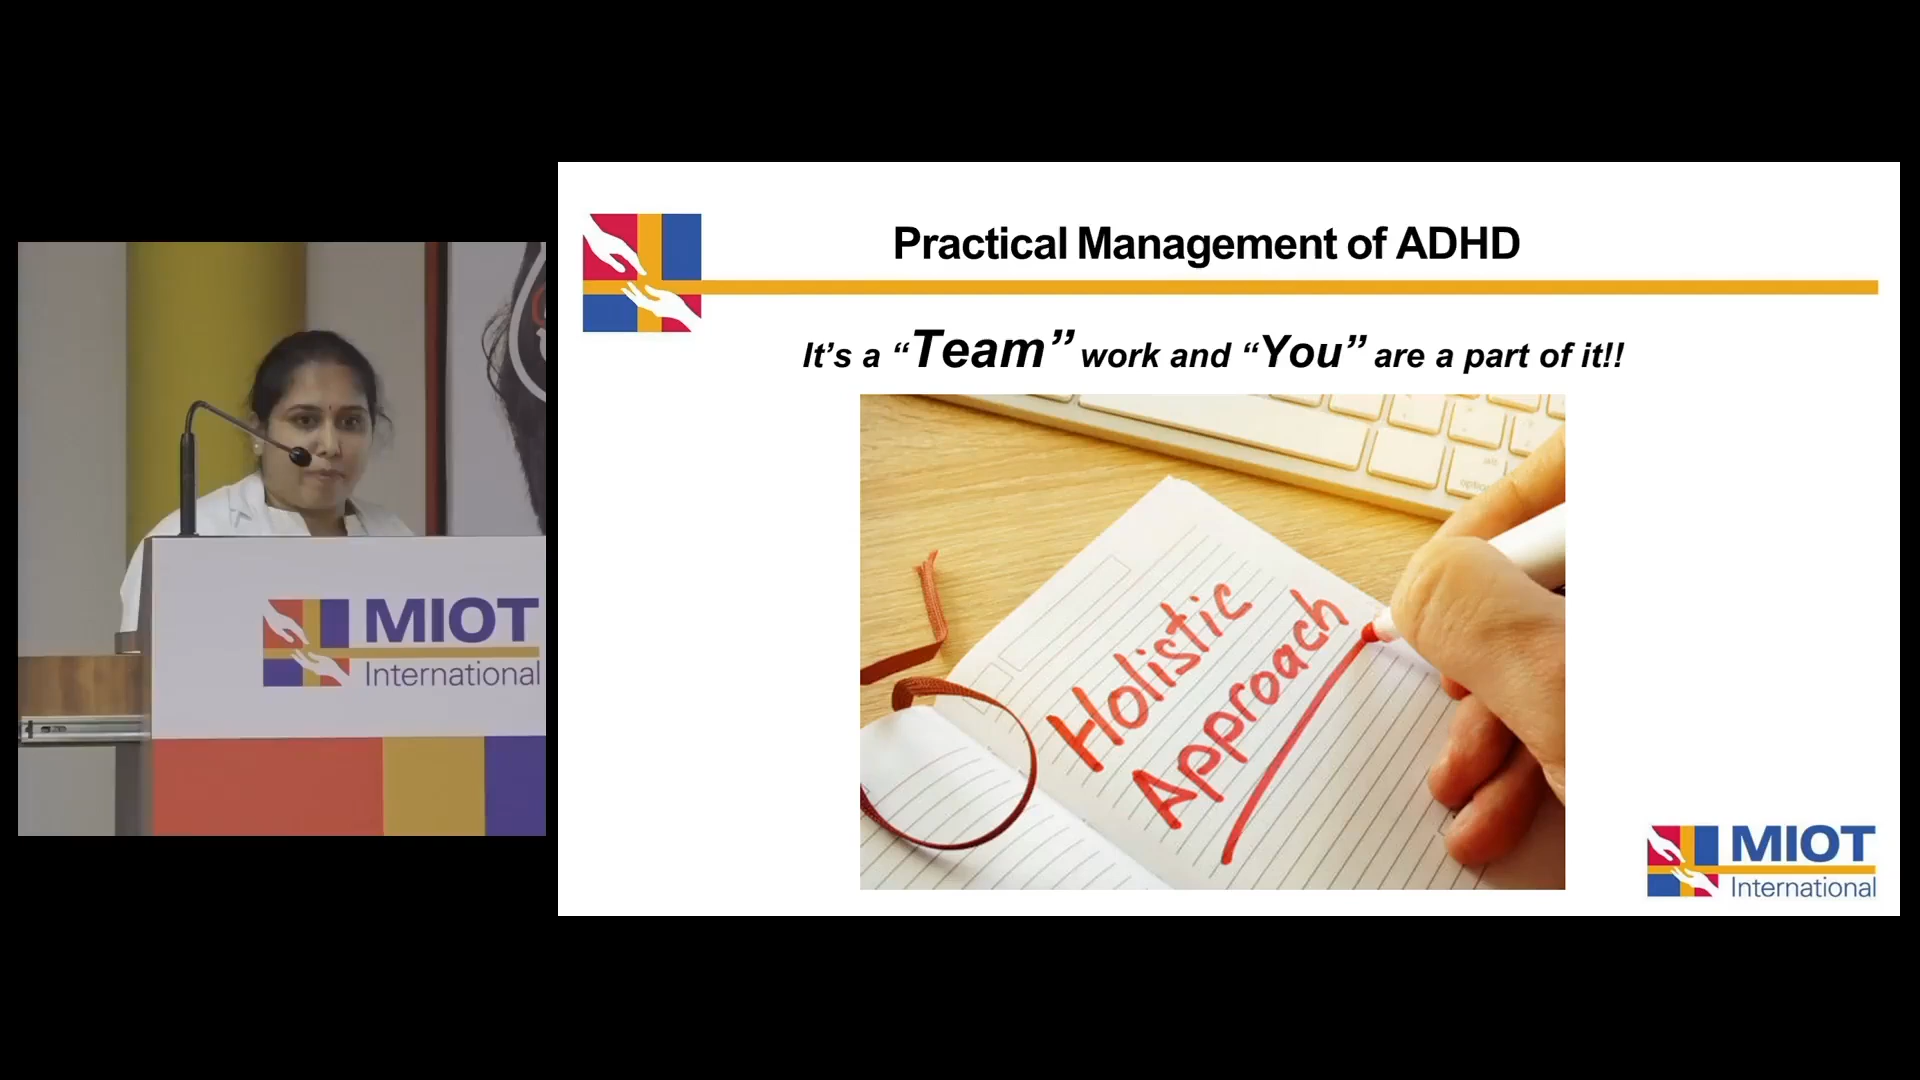 Practical Management of ADHD
It's a “Team” work and “You” are a part of it!!
Holistic
Approach
MIOT
International
MIOT
International